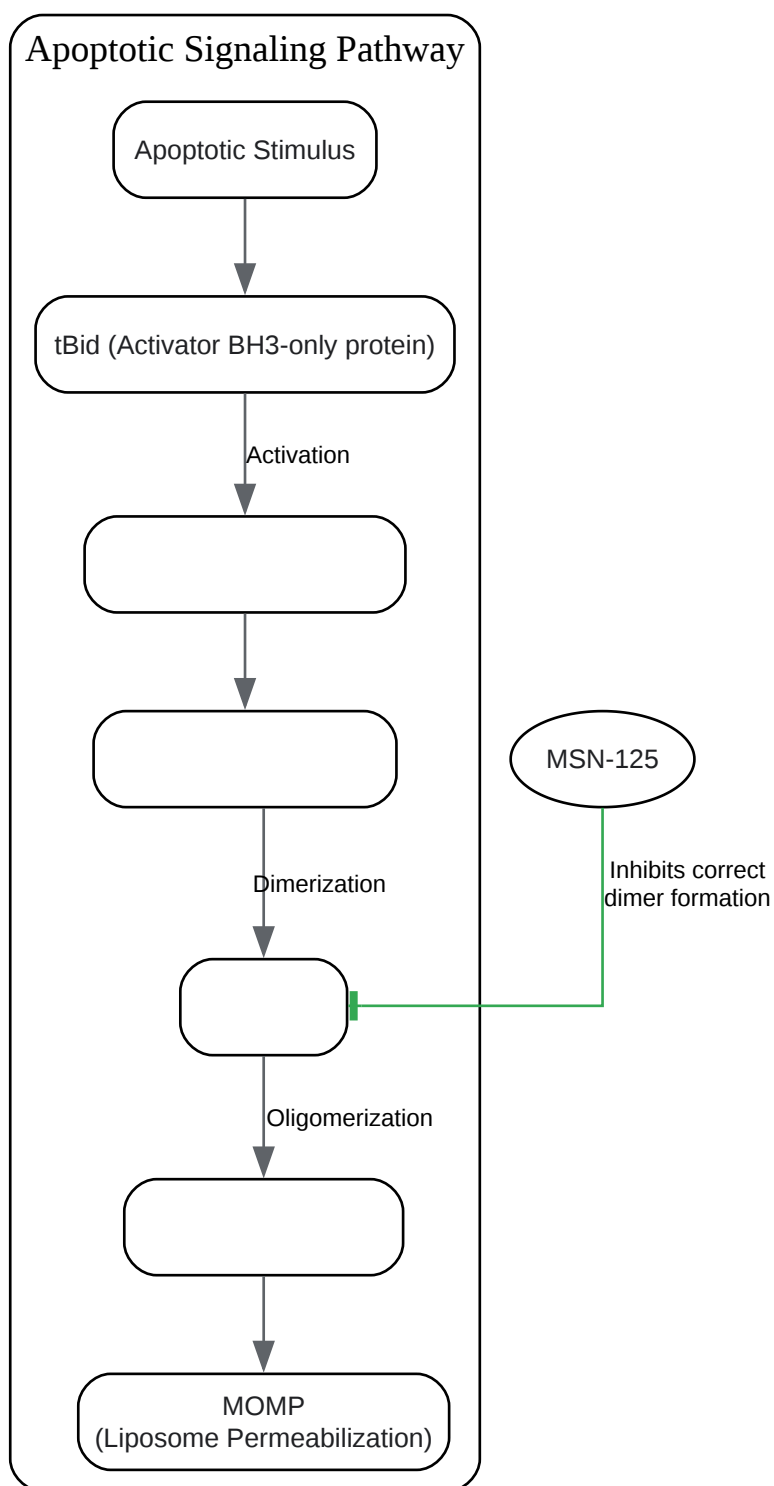 Apoptotic Signaling Pathway
Apoptotic Stimulus
tBid (Activator BH3-only protein)
Activation
MSN-125
Dimerization
Inhibits correct
dimer formation
Oligomerization
MOMP
(Liposome Permeabilization)